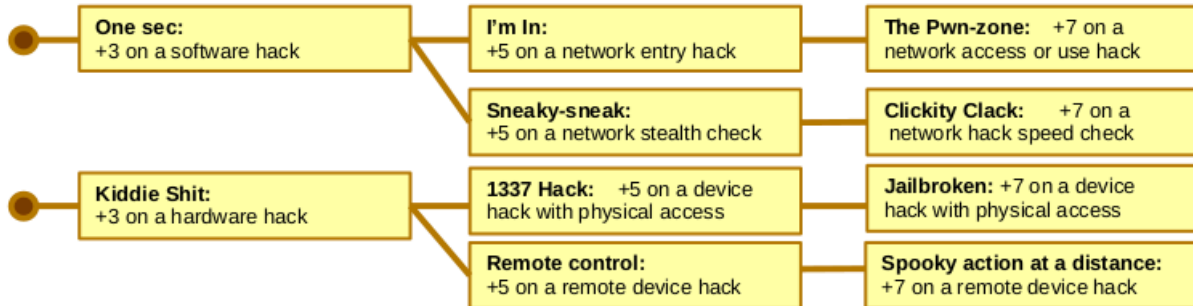 One sec:
+3 on a software hack
I'm In:
+5 on a network entry hack
The Pwn-zone: +7 on a
network access or use hack
Sneaky-sneak:
+5 on a network stealth check
Clickity Clack: +7 on a
network hack speed check
Kiddie Shit:
+3 on a hardware hack
1337 Hack: +5 on a device
hack with physical access
Jailbroken: +7 on a device
hack with physical access
Remote control:
+5 on a remote device hack
Spooky action at a distance:
+7 on a remote device hack